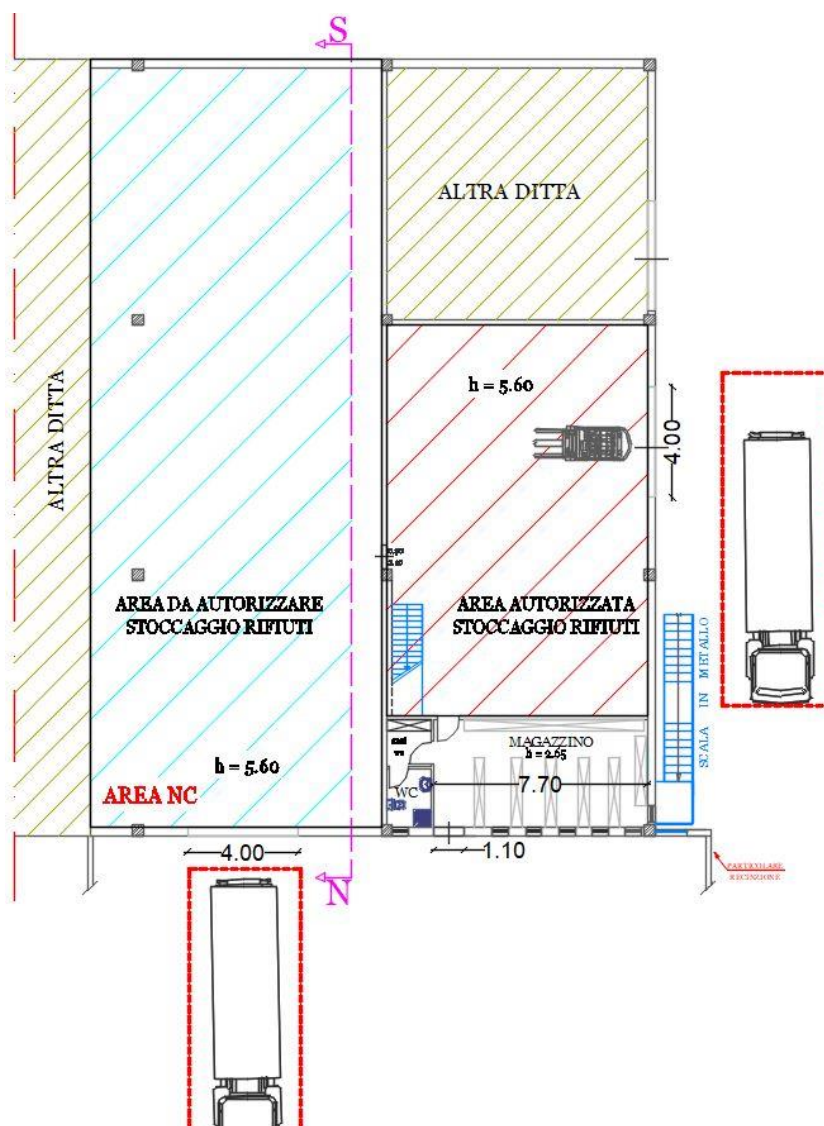 S
ALTRA DITTA
h = 5.60
4.00
ALTRA DITTA
AREA DA AUTORIZZARE
STOCCAGGIO RIFIUTI
AREA AUTORIZZATA
STOCCAGGIO RIFIUTI
SCALA IN METALLO
MAGAZZINO
h = 2.65
h = 5.60
7.70
WC
AREA NC
4.00
1.10
PARTICOLARE
RECINZIONE
N